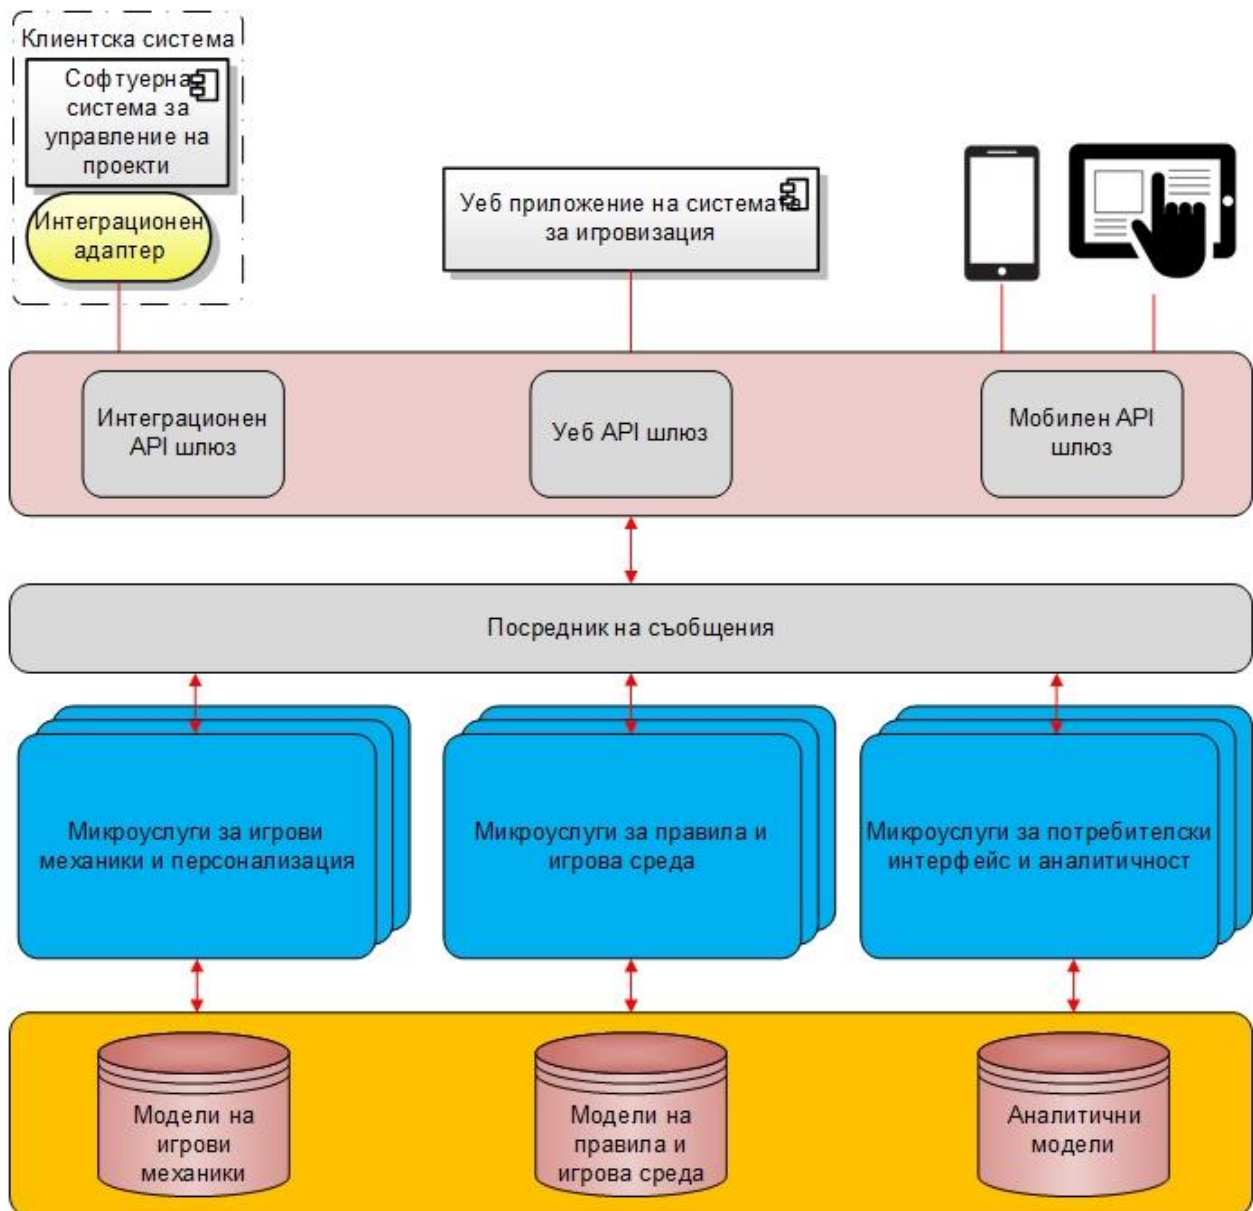 Клиентска система
Софтуерна
система за
управление на
проекти
Интеграционен
адаптер
Уеб приложение на системата
за игровизация
Интеграционен
API шлюз
Уеб API шлюз
Мобилен API
шлюз
Посредник на съобщения
Микроуслуги за игрови
механики и персонализация
Микроуслуги за правила и
игрова среда
Микроуслуги за потребителски
интерфейс и аналитичност
Модели на
игрови
механики
Модели на
правила и
игрова среда
Аналитични
модели